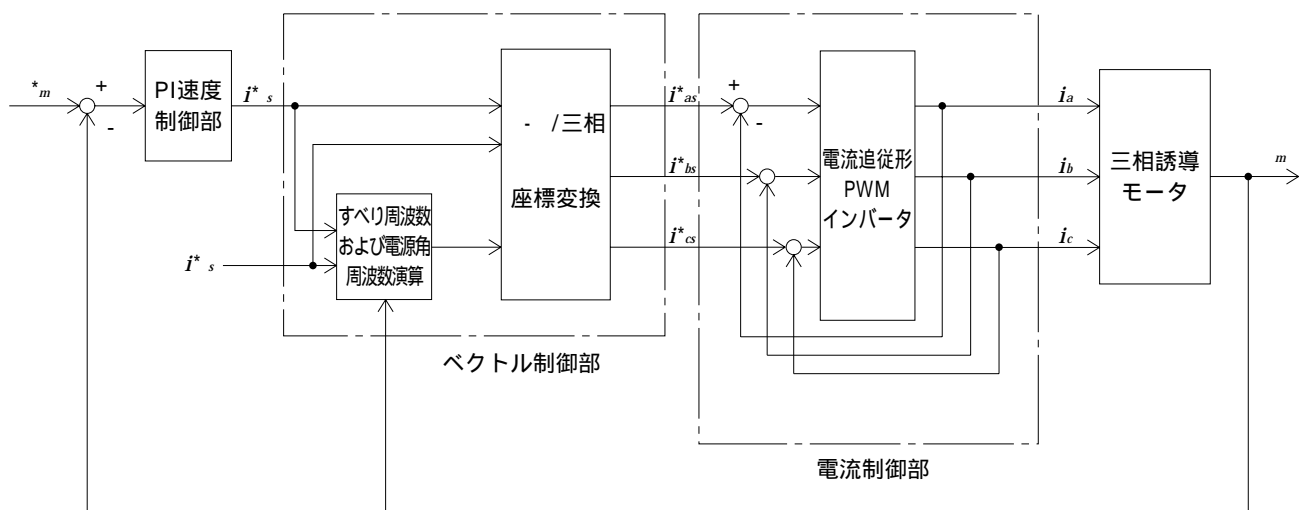 *m
+
-
PI速度
制御部
i* s
i* s
すべり周波数
および電源角
周波数演算
- /三相
座標変換
ベクトル制御部
i*as
i*bs
i*cs
+
-
電流追従形
PWM
インバータ
電流制御部
ia
ib
ic
三相誘導
モータ
m